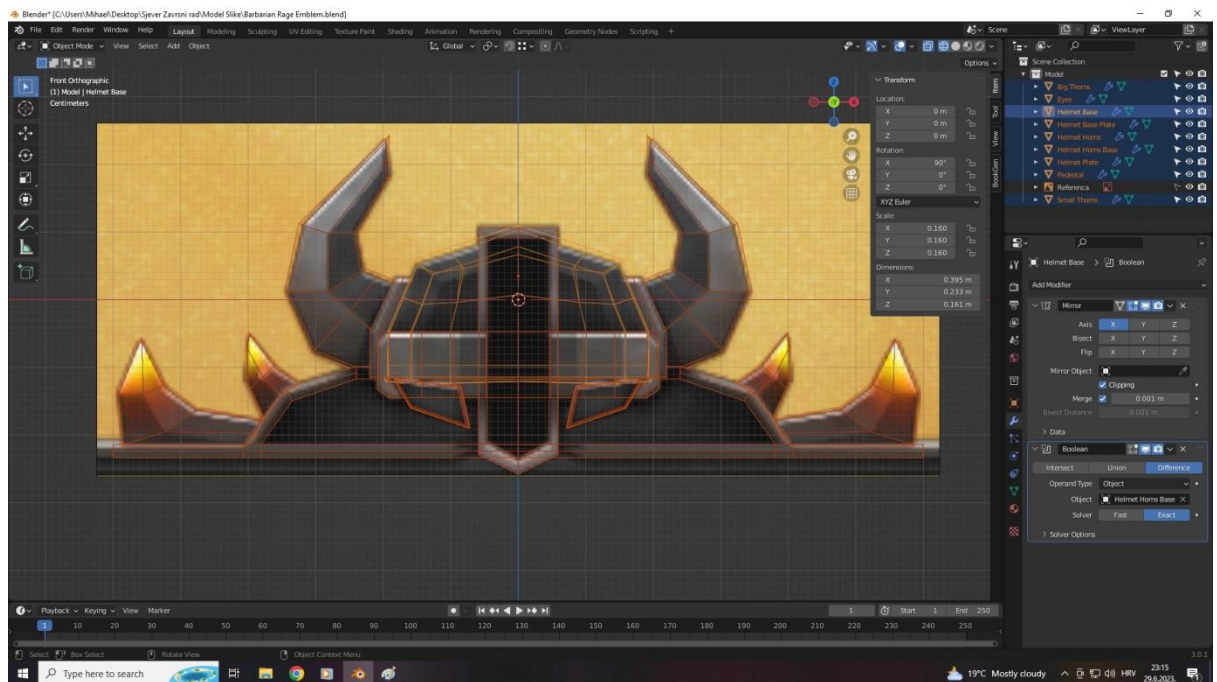 Blender* [C:\Users\Mihael\Desktop\Sjever Zavrsni rad\Model Slike\Barbarian Rage Emblem.blend]
File Edit Render Window Help Layout Modeling Sculpting UV Editing Texture Paint Shading Animation Rendering Compositing Geometry Nodes Scripting + Scene ViewLayer
Object Mode View Select Add Object Global
Options
Front Orthographic
(1) Model | Helmet Base
Centimeters
Z
Y
X
Transform
Location:
X 0 m
Y 0 m
Z 0 m
Rotation:
X 90°
Y 0°
Z 0°
XYZ Euler
Scale:
X 0.160
Y 0.160
Z 0.160
Dimensions:
X 0.395 m
Y 0.233 m
Z 0.161 m
Item
Tool
View
BookGen
Scene Collection
Model
Big Thorns
Eyes
Helmet Base
Helmet Base Plate
Helmet Horns
Helmet Horns Base
Helmet Plate
Pedestal
Referenca
Small Thorns
Helmet Base > Boolean
Add Modifier
Mirror
Axis X Y Z
Bisect X Y Z
Flip X Y Z
Mirror Object
Clipping
Merge 0.001 m
Bisect Distance 0.001 m
Data
Boolean
Intersect Union Difference
Operand Type Object
Object Helmet Horns Base
Solver Fast Exact
Solver Options
Playback Keying View Marker 1 Start 1 End 250
1 10 20 30 40 50 60 70 80 90 100 110 120 130 140 150 160 170 180 190 200 210 220 230 240 250
Select Box Select Rotate View Object Context Menu 3.0.1
Type here to search 19°C Mostly cloudy HRV 23:15
29.6.2023.